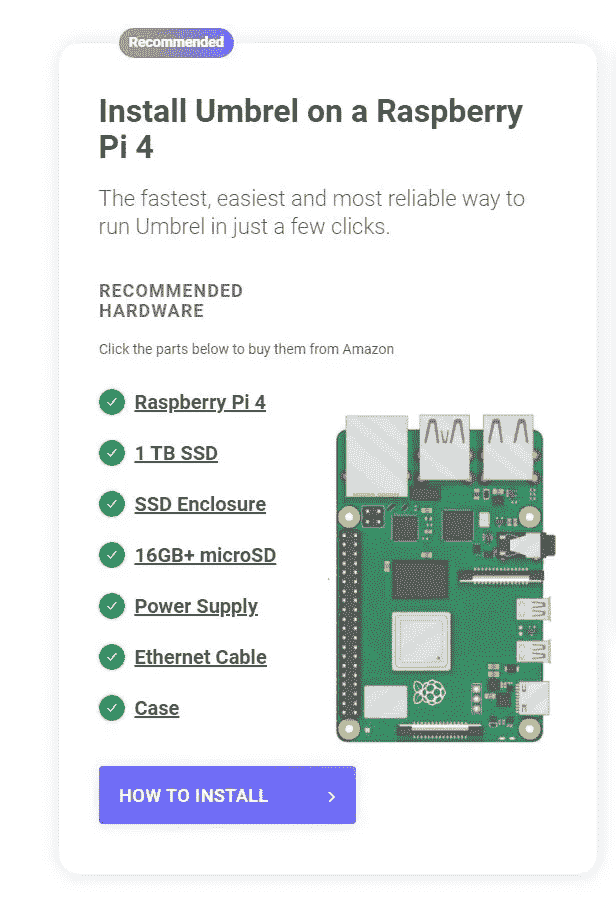 Recommended
Install Umbrel on a Raspberry
Pi 4
The fastest, easiest and most reliable way to
run Umbrel in just a few clicks.
RECOMMENDED
HARDWARE
Click the parts below to buy them from Amazon
Raspberry Pi 4
1 TB SSD
SSD Enclosure
16GB+ microSD
Power Supply
Ethernet Cable
Case
HOW TO INSTALL